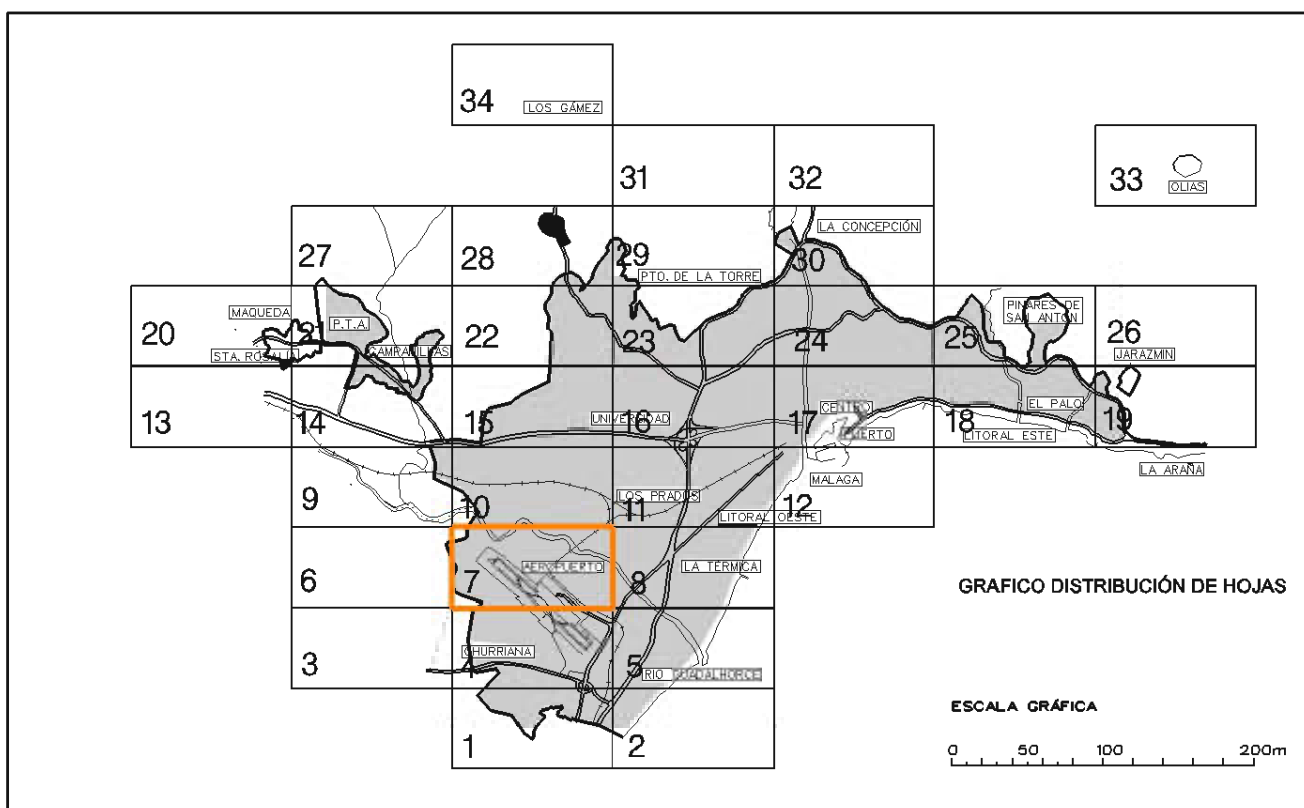 34 LOS GÁMEZ
31
32
33
OLIAS
LA CONCEPCIÓN
27
28
29
30
PTO. DE LA TORRE
MAQUEDA
P.T.A.
PINARES DE
SAN ANTÓN
20
21
22
23
24
25
26
STA. ROSALIA
CAMPANILLAS
JARAZMIN
13
14
15
UNIVERSIDAD
16
17
CENTRO
PUERTO
18
EL PALO
LITORAL ESTE
19
LA ARAÑA
MALAGA
9
10
LOS PRADOS
11
12
LITORAL OESTE
6
7
AEROPUERTO
8
LA TÉRMICA
GRAFICO DISTRIBUCIÓN DE HOJAS
3
CHURRIANA
5
RIO GUADALHORCE
1
2
ESCALA GRÁFICA
0 50 100 200m